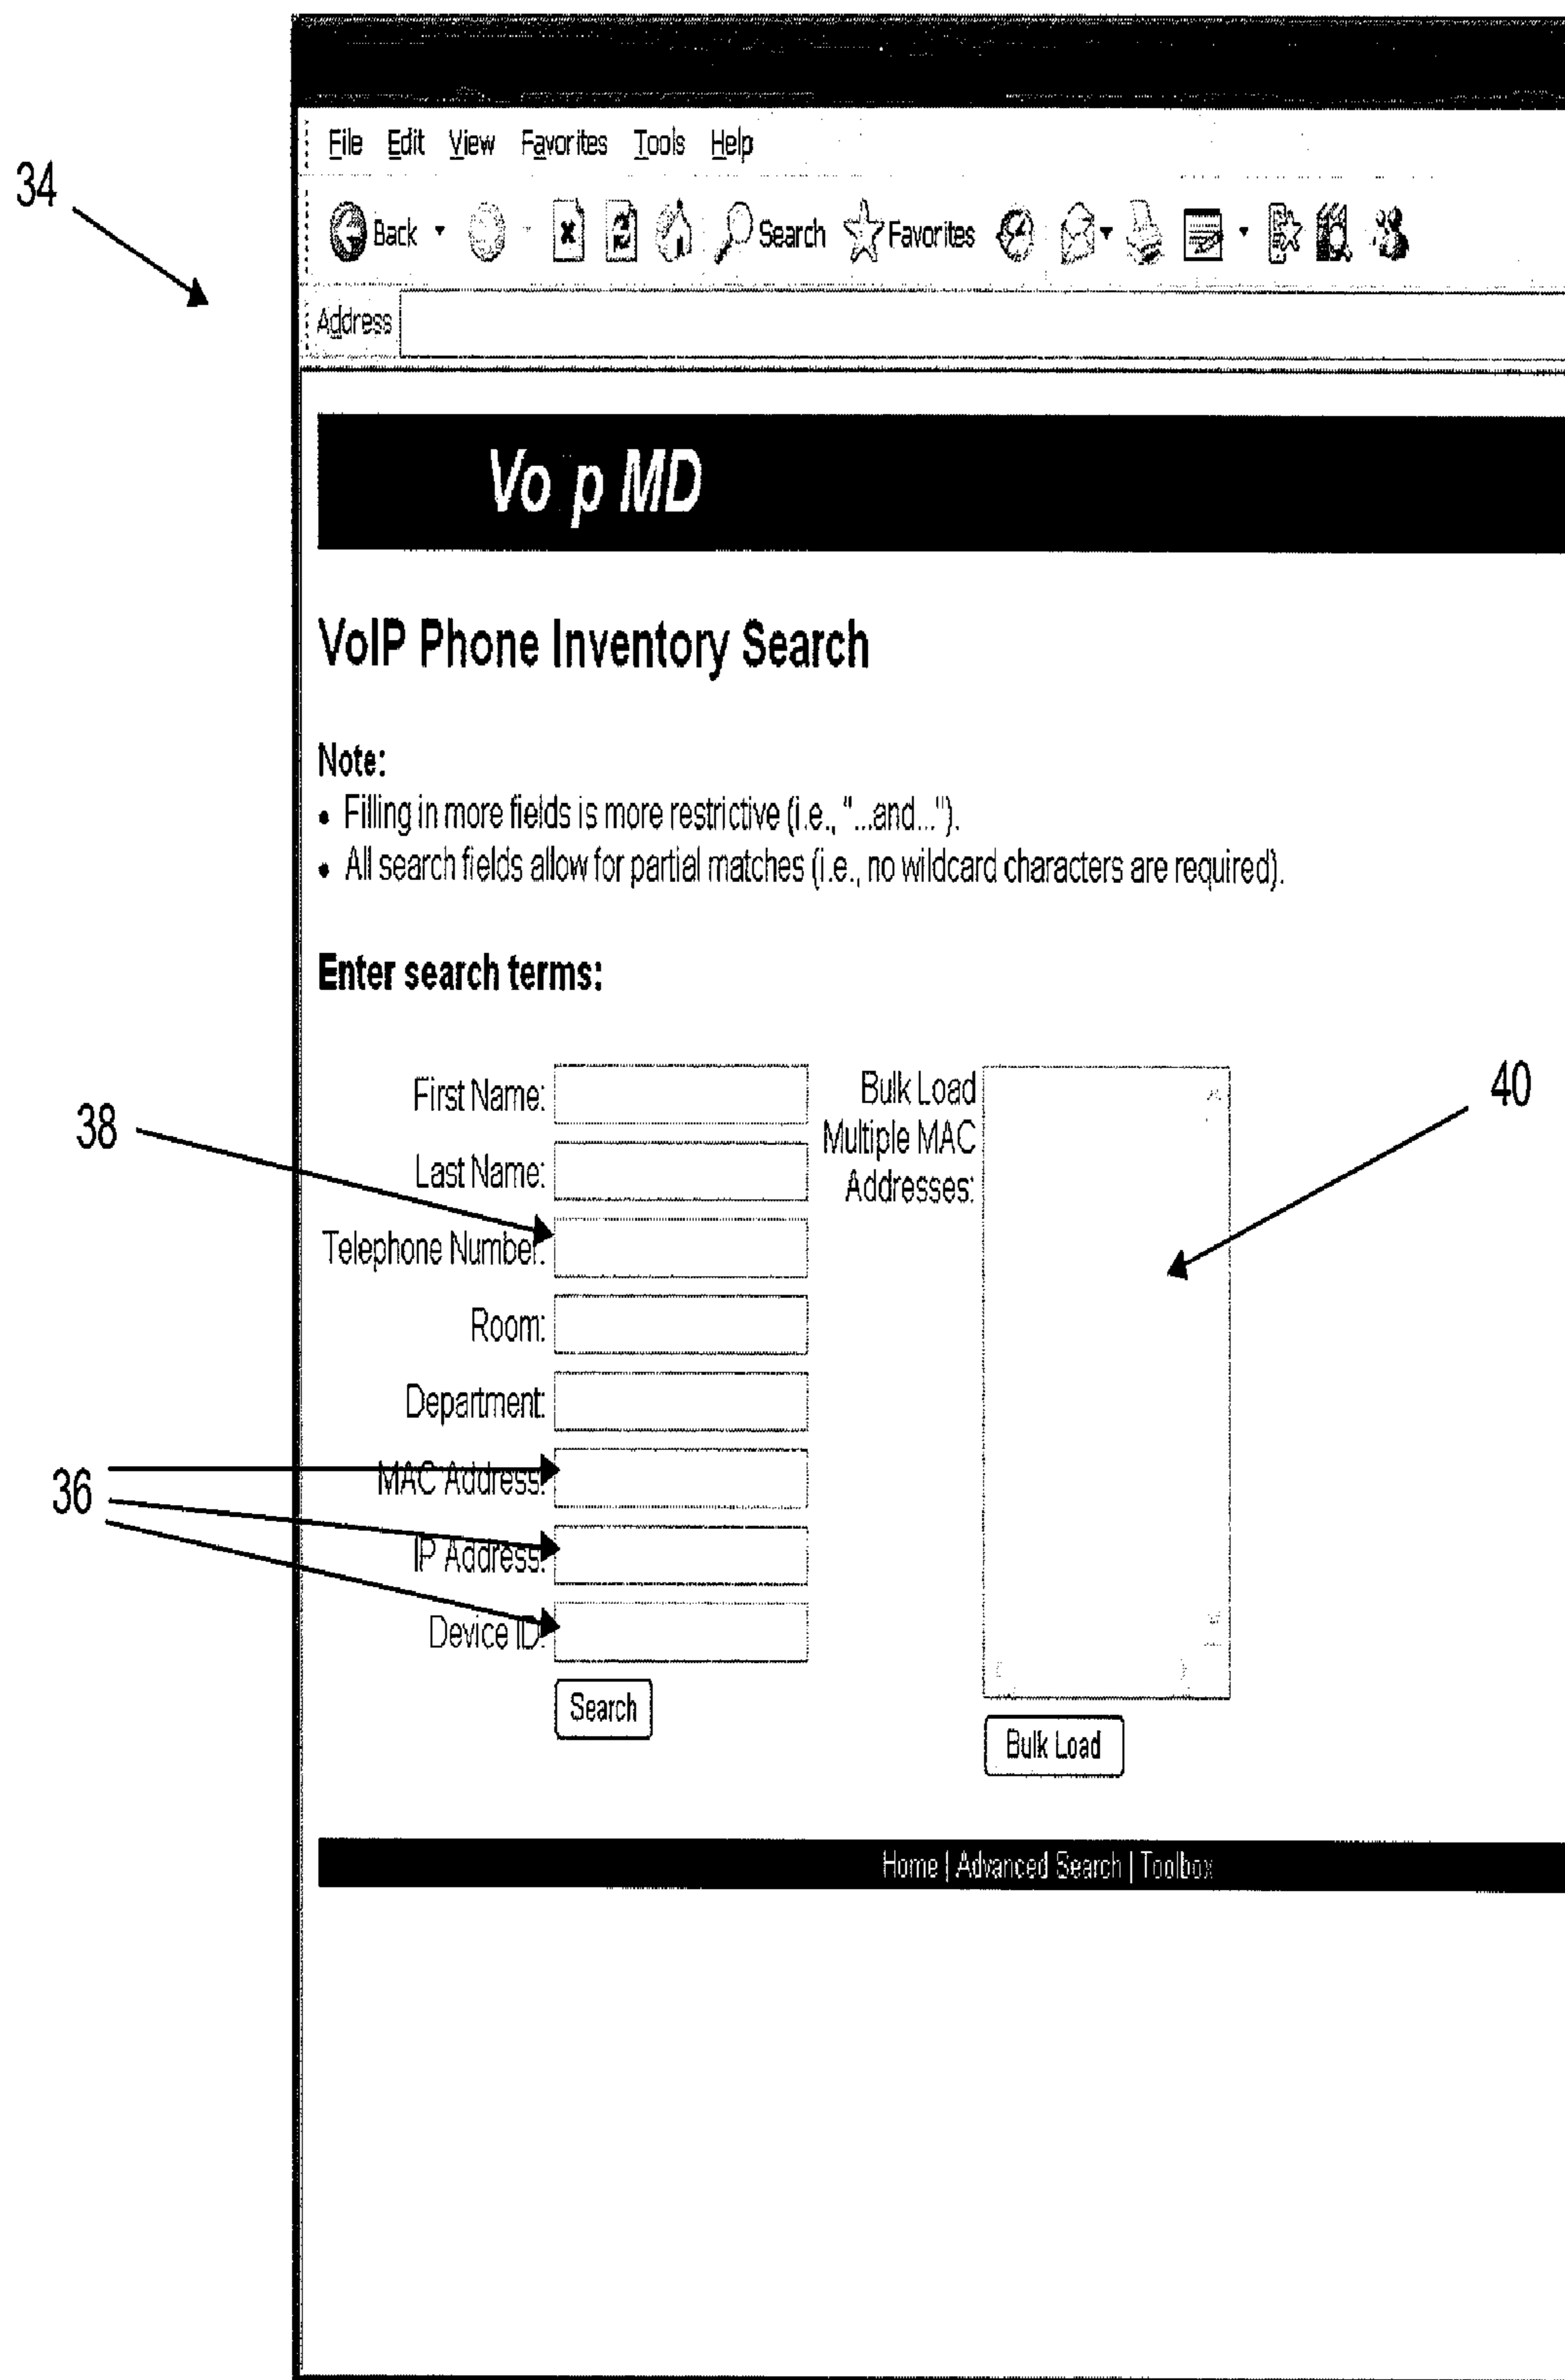 File Edit View Favorites Tools Help
34
Back Search Favorites
Address
Vo p MD
VoIP Phone Inventory Search
Note:
• Filling in more fields is more restrictive (i.e., "...and...").
• All search fields allow for partial matches (i.e., no wildcard characters are required).
Enter search terms:
First Name:
Bulk Load
Multiple MAC
Addresses:
40
38
Last Name:
Telephone Number:
Room:
Department:
36
MAC Address:
IP Address:
Device ID:
Search
Bulk Load
Home | Advanced Search | Toolbox